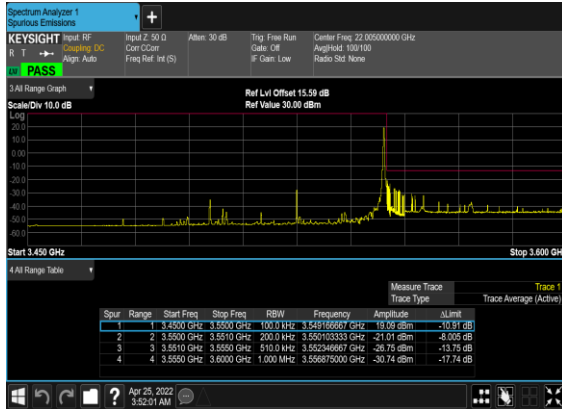 Spectrum Analyzer 1
Spurious Emissions
KEYSIGHT Input: RF Input Z: 50 Ω Atten: 30 dB Trig: Free Run Center Freq: 22.005000000 GHz
R T Coupling: DC Corr CCorr Gate: Off Avg|Hold: 100/100
Align: Auto Freq Ref: Int (S) IF Gain: Low Radio Std: None
PASS
3 All Range Graph Ref Lvl Offset 15.59 dB
Scale/Div 10.0 dB Ref Value 30.00 dBm
Log
20.0
10.0
0.00
-10.0
-20.0
-30.0
-40.0
-50.0
-60.0
Start 3.450 GHz Stop 3.600 GH
4 All Range Table
Measure Trace Trace 1
Trace Type Trace Average (Active)
Spur Range Start Freq Stop Freq RBW Frequency Amplitude ΔLimit
1 1 3.4500 GHz 3.5500 GHz 100.0 kHz 3.549166667 GHz 19.09 dBm -10.91 dB
2 2 3.5500 GHz 3.5510 GHz 200.0 kHz 3.550103333 GHz -21.01 dBm -8.005 dB
3 3 3.5510 GHz 3.5550 GHz 510.0 kHz 3.552346667 GHz -26.75 dBm -13.75 dB
4 4 3.5550 GHz 3.6000 GHz 1.000 MHz 3.556875000 GHz -30.74 dBm -17.74 dB
Apr 25, 2022
3:52:01 AM